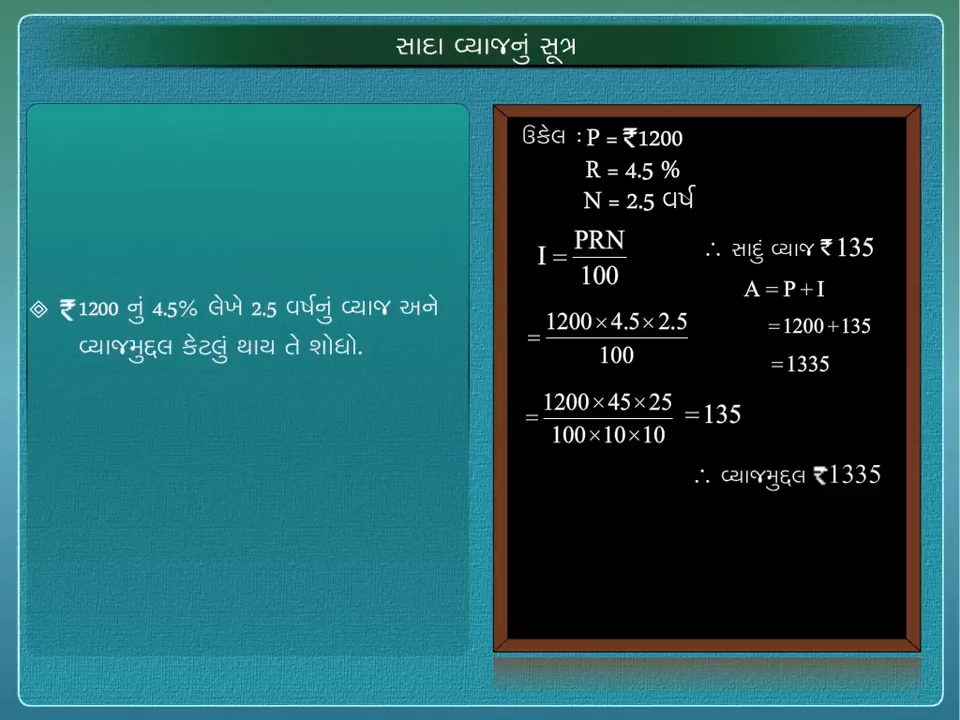 સાદા વ્યાજનું સૂત્ર
◈ ₹1200 નું 4.5% લેખે 2.5 વર્ષનું વ્યાજ અને
વ્યાજમુદ્દલ કેટલું થાય તે શોધો.
ઉકેલ : P = ₹1200
R = 4.5 %
N = 2.5 વર્ષ
I = PRN / 100
= 1200 × 4.5 × 2.5 / 100
= 1200 × 45 × 25 / 100 × 10 × 10 = 135
∴ સાદું વ્યાજ ₹135
A = P + I
= 1200 + 135
= 1335
∴ વ્યાજમુદ્દલ ₹1335